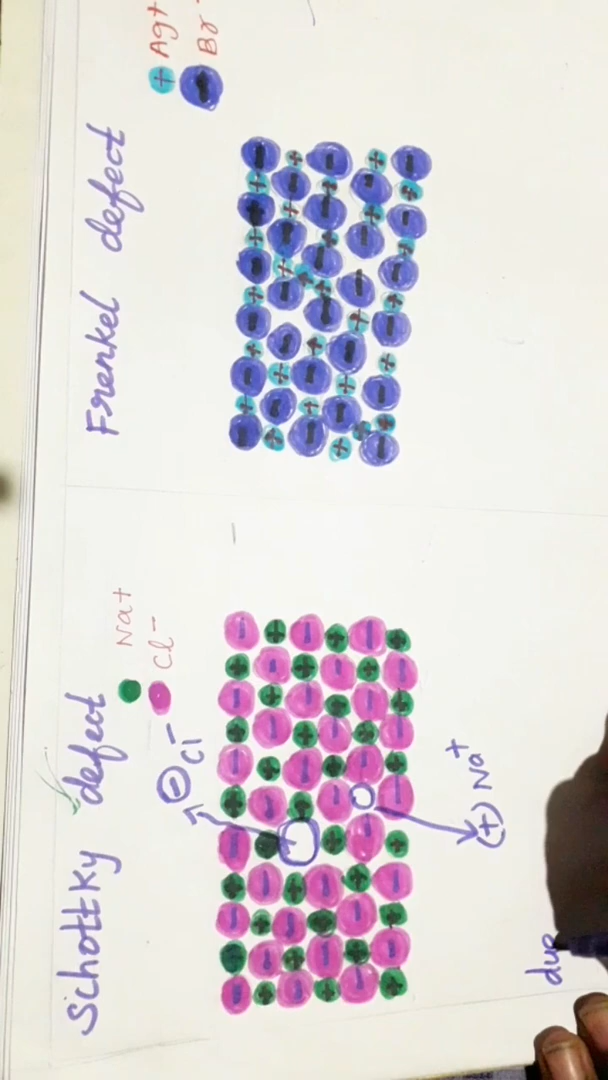 Schottky defect
Na+
Cl-
⊖ Cl-
(+) Na+
due
Frenkel defect
+ Ag+
- Br-